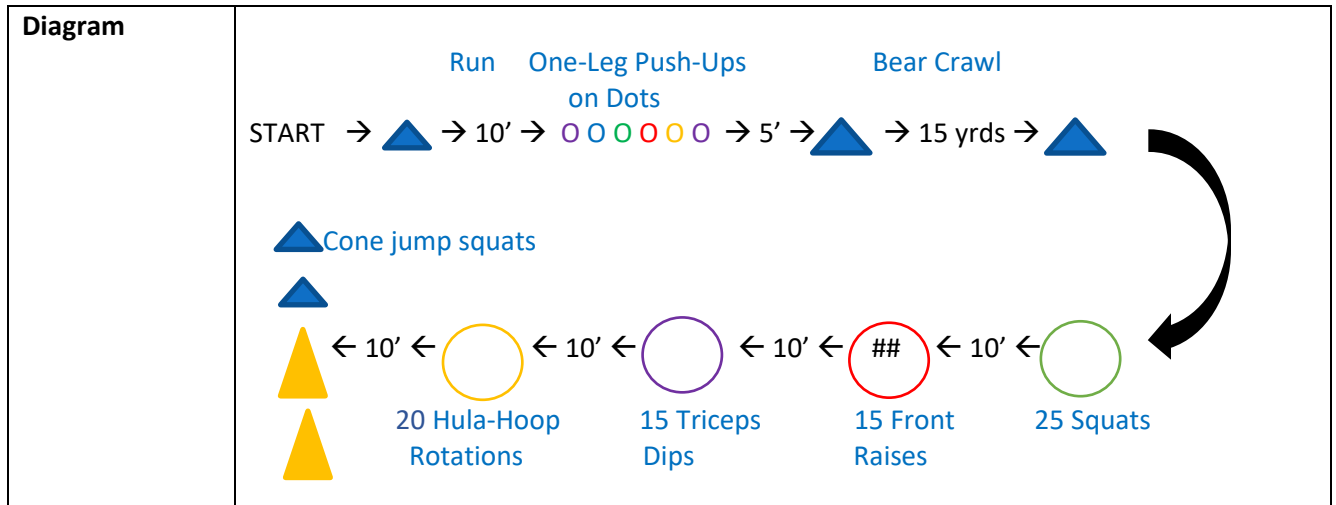 Diagram
Run One-Leg Push-Ups Bear Crawl
on Dots
START → → 10’ → O O O O O O → 5’ → → 15 yrds →
Cone jump squats
← 10’ ← ← 10’ ← ← 10’ ← ## ← 10’ ←
20 Hula-Hoop 15 Triceps 15 Front 25 Squats
Rotations Dips Raises